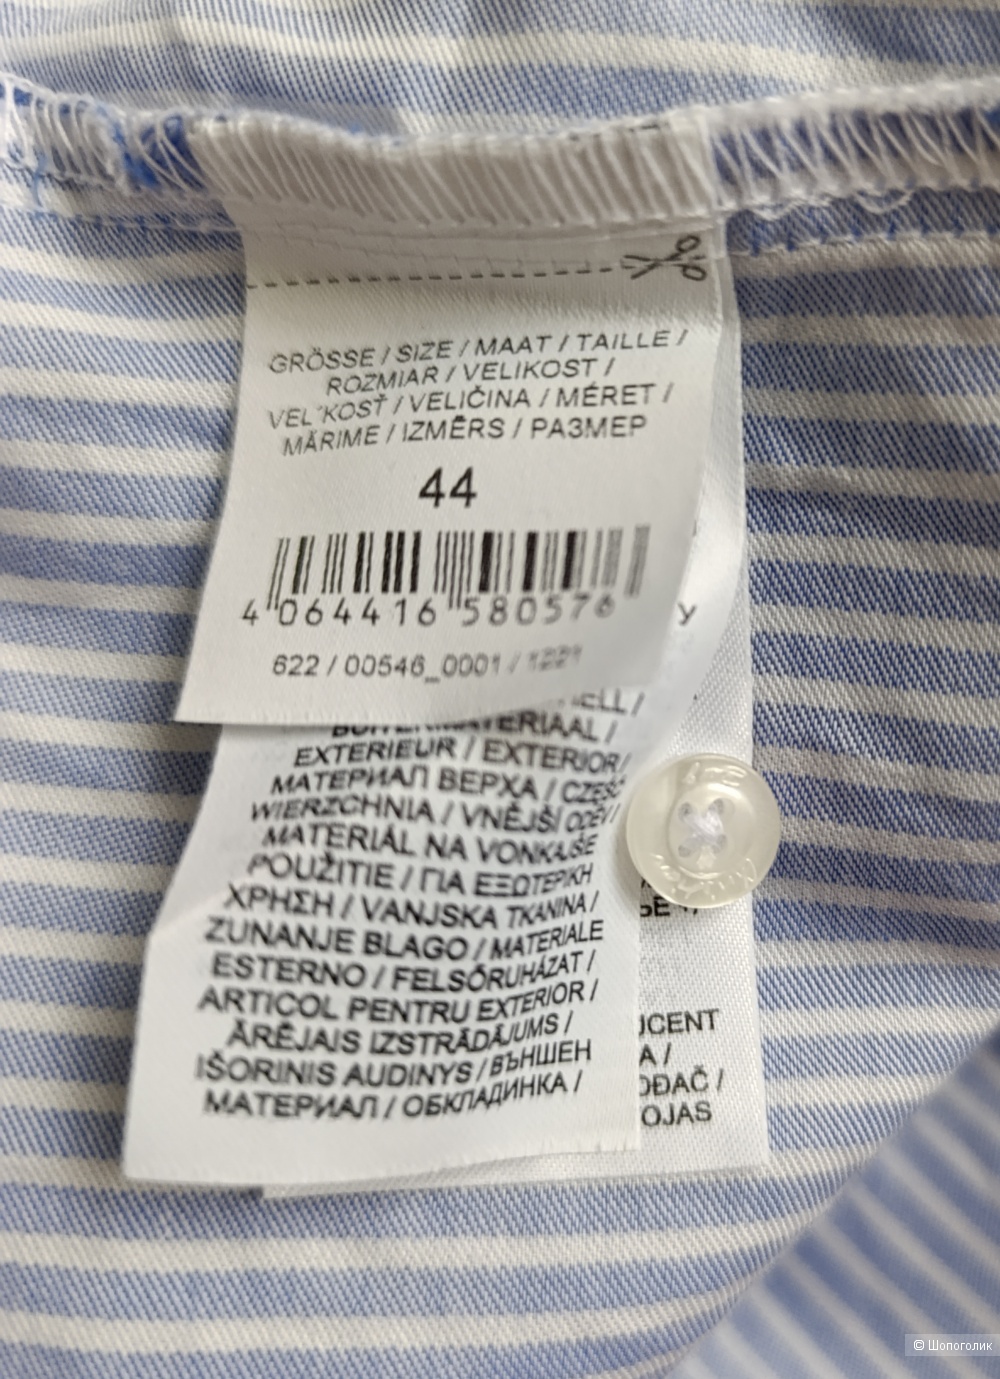 GRÖSSE / SIZE / MAAT / TAILLE /
ROZMIAR / VELIKOST /
VEL´KOSŤ / VELIČINA / MÉRET /
MĂRIME / IZMĒRS / РАЗМЕР
44
4 064416 580576
622 / 00546_0001 / 1221
/
BUITENMATERIAAL /
EXTERIEUR / EXTERIOR /
МАТЕРИАЛ ВЕРХА / CZĘŚĆ
WIERZCHNIA / VNĚJŠÍ ODĚV /
MATERIÁL NA VONKAJŠIE
POUŽITIE / ΓΙΑ ΕΞΩΤΕΡΙΚΗ
ΧΡΗΣΗ / VANJSKA TKANINA /
ZUNANJE BLAGO / MATERIALE
ESTERNO / FELSŐRUHÁZAT /
ARTICOL PENTRU EXTERIOR /
ĀRĒJAIS IZSTRĀDĀJUMS /
IŠORINIS AUDINYS / ВЪНШЕН
МАТЕРИАЛ / ОБКЛАДИНКА /
© Шопоголик